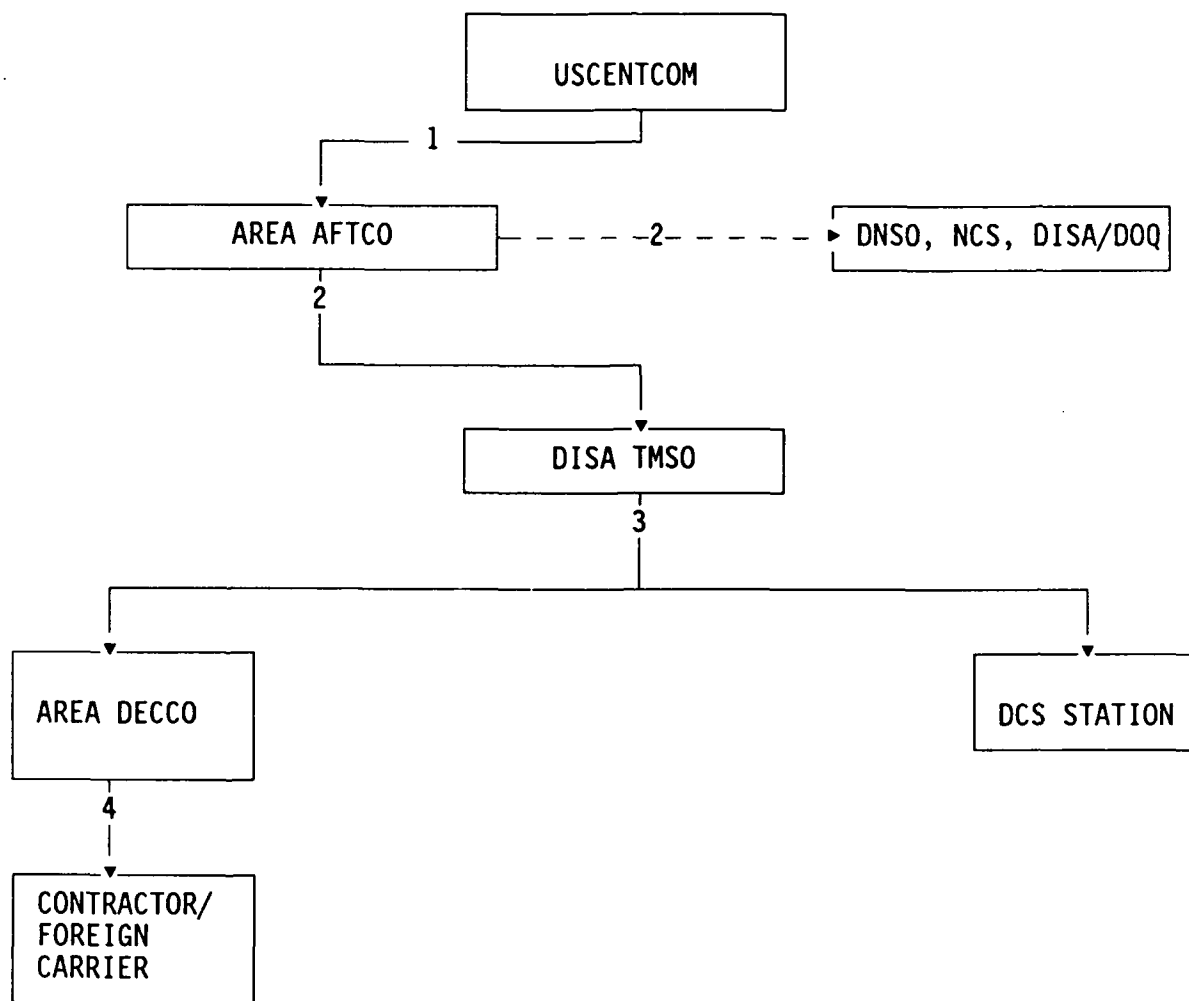 USCENTCOM
1
AREA AFTCO
2
DNSO, NCS, DISA/DOQ
2
DISA TMSO
3
AREA DECCO
DCS STATION
4
CONTRACTOR/
FOREIGN
CARRIER